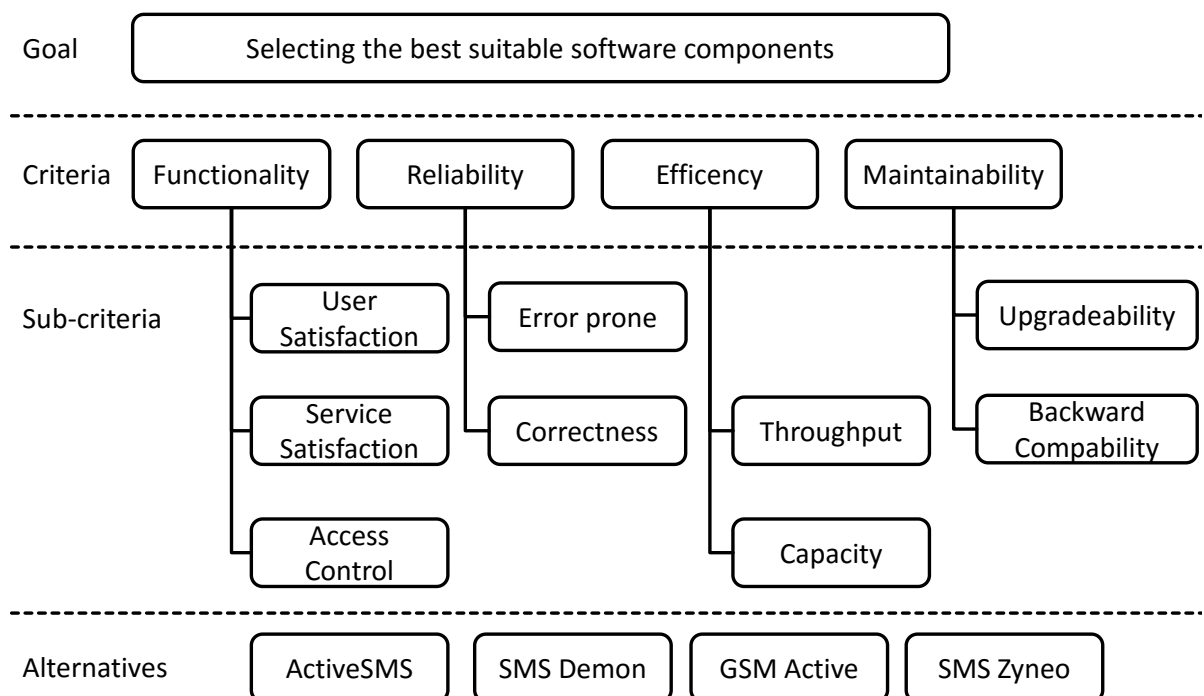 Goal
Selecting the best suitable software components
Criteria
Functionality
Reliability
Efficency
Maintainability
Sub-criteria
User
Satisfaction
Error prone
Upgradeability
Service
Satisfaction
Correctness
Throughput
Backward
Compability
Access
Control
Capacity
Alternatives
ActiveSMS
SMS Demon
GSM Active
SMS Zyneo